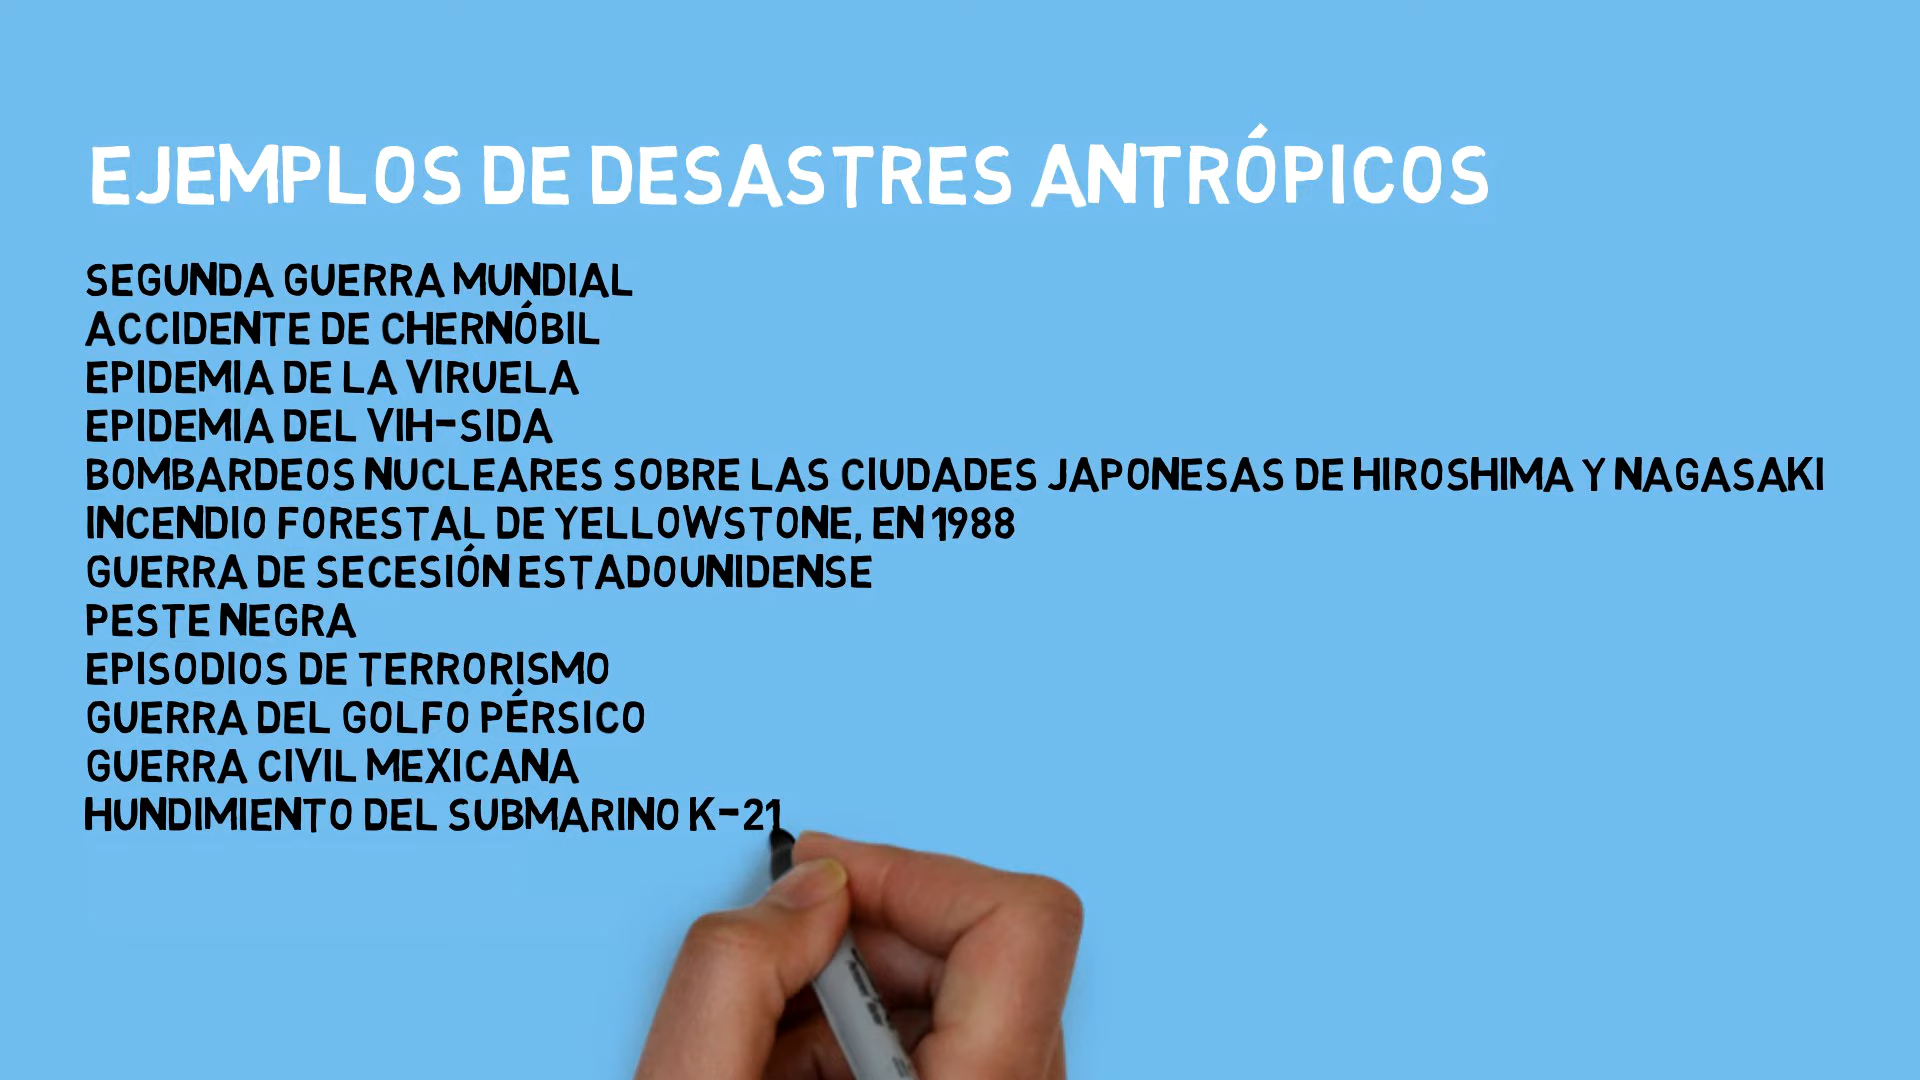 EJEMPLOS DE DESASTRES ANTRÓPICOS
SEGUNDA GUERRA MUNDIAL
ACCIDENTE DE CHERNÓBIL
EPIDEMIA DE LA VIRUELA
EPIDEMIA DEL VIH-SIDA
BOMBARDEOS NUCLEARES SOBRE LAS CIUDADES JAPONESAS DE HIROSHIMA Y NAGASAKI
INCENDIO FORESTAL DE YELLOWSTONE, EN 1988
GUERRA DE SECESIÓN ESTADOUNIDENSE
PESTE NEGRA
EPISODIOS DE TERRORISMO
GUERRA DEL GOLFO PÉRSICO
GUERRA CIVIL MEXICANA
HUNDIMIENTO DEL SUBMARINO K-21